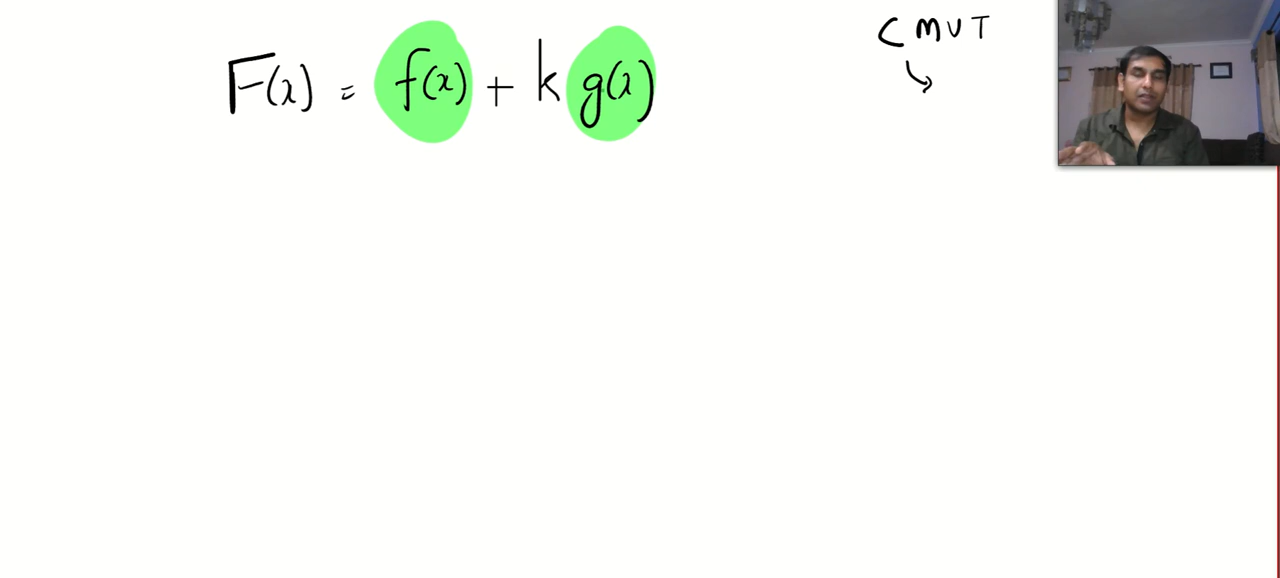 F(x) = f(x) + k g(x)
CMVT